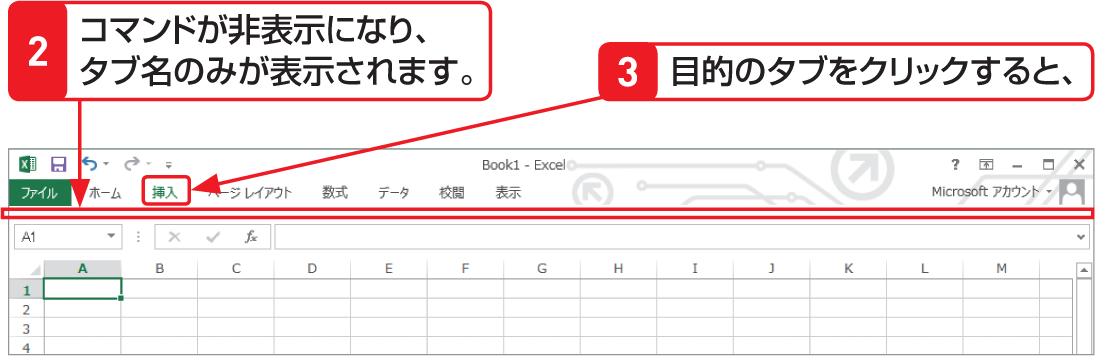 2
コマンドが非表示になり、
タブ名のみが表示されます。
3 目的のタブをクリックすると、
Book1 - Excel ?
ファイル ホーム 挿入 ページ レイアウト 数式 データ 校閲 表示 Microsoft アカウント
A1 fx
A B C D E F G H I J K L M
1
2
3
4